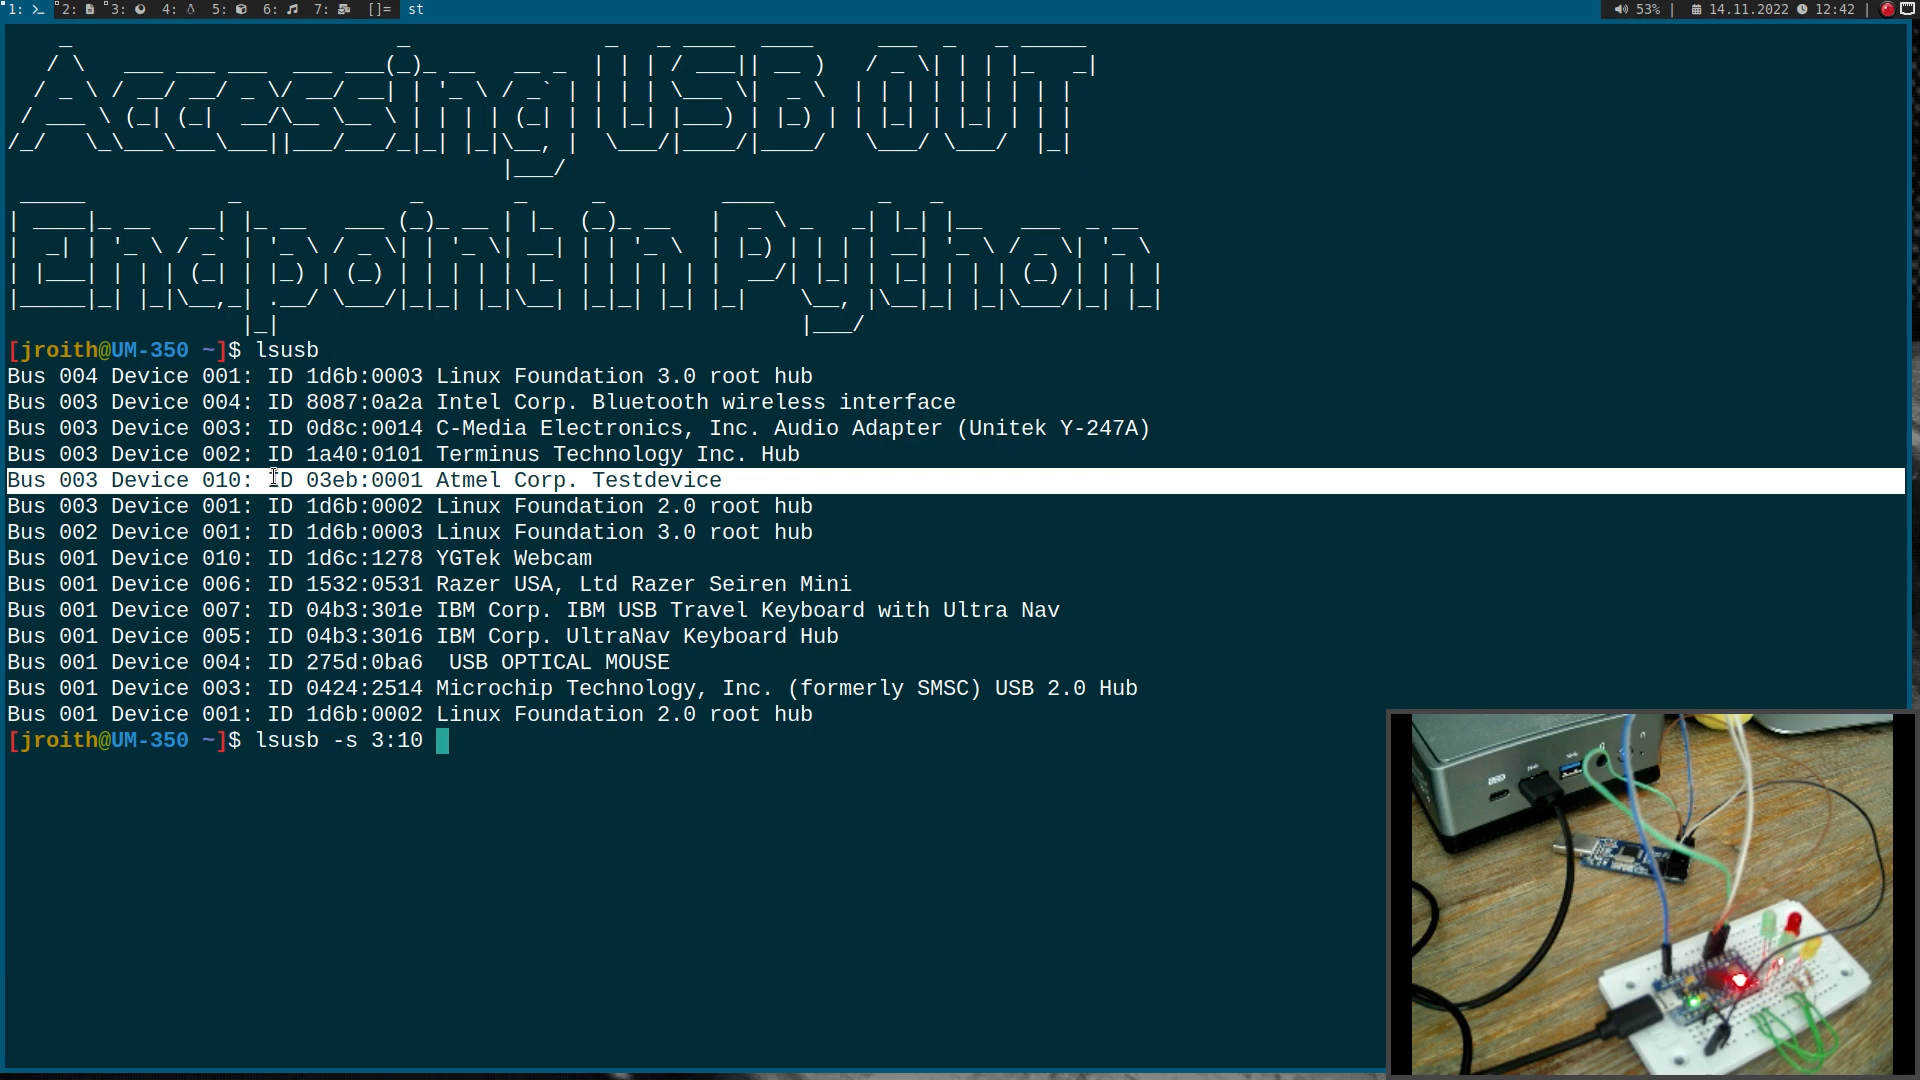 1: 2: 3: 4: 5: 6: 7: []= st 53% | 14.11.2022 12:42 |
Accessing USB OUT
Endpoint in Python
[jroith@UM-350 ~]$ lsusb
Bus 004 Device 001: ID 1d6b:0003 Linux Foundation 3.0 root hub
Bus 003 Device 004: ID 8087:0a2a Intel Corp. Bluetooth wireless interface
Bus 003 Device 003: ID 0d8c:0014 C-Media Electronics, Inc. Audio Adapter (Unitek Y-247A)
Bus 003 Device 002: ID 1a40:0101 Terminus Technology Inc. Hub
Bus 003 Device 010: ID 03eb:0001 Atmel Corp. Testdevice
Bus 003 Device 001: ID 1d6b:0002 Linux Foundation 2.0 root hub
Bus 002 Device 001: ID 1d6b:0003 Linux Foundation 3.0 root hub
Bus 001 Device 010: ID 1d6c:1278 YGTek Webcam
Bus 001 Device 006: ID 1532:0531 Razer USA, Ltd Razer Seiren Mini
Bus 001 Device 007: ID 04b3:301e IBM Corp. IBM USB Travel Keyboard with Ultra Nav
Bus 001 Device 005: ID 04b3:3016 IBM Corp. UltraNav Keyboard Hub
Bus 001 Device 004: ID 275d:0ba6  USB OPTICAL MOUSE
Bus 001 Device 003: ID 0424:2514 Microchip Technology, Inc. (formerly SMSC) USB 2.0 Hub
Bus 001 Device 001: ID 1d6b:0002 Linux Foundation 2.0 root hub
[jroith@UM-350 ~]$ lsusb -s 3:10